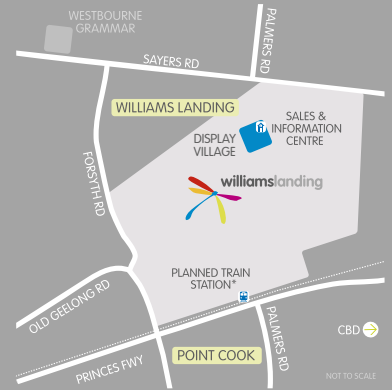 WESTBOURNE
GRAMMAR
PALMERS RD
SAYERS RD
WILLIAMS LANDING
SALES &
INFORMATION
CENTRE
DISPLAY
VILLAGE
FORSYTH RD
williamslanding
PLANNED TRAIN
STATION*
OLD GEELONG RD
PALMERS RD
CBD
PRINCES FWY
POINT COOK
NOT TO SCALE